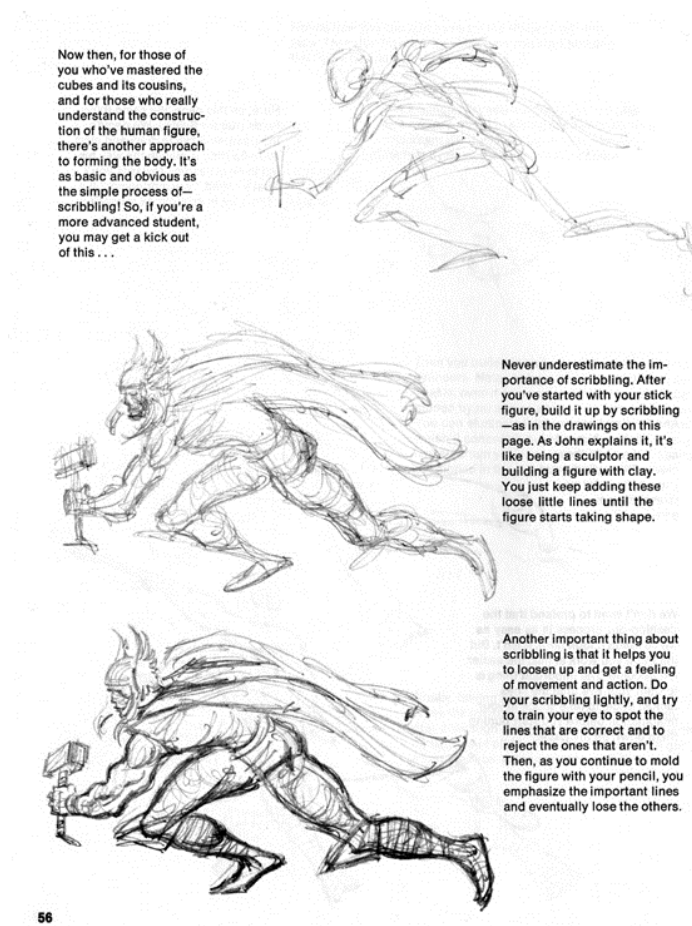 Now then, for those of
you who've mastered the
cubes and its cousins,
and for those who really
understand the construc-
tion of the human figure,
there's another approach
to forming the body. It's
as basic and obvious as
the simple process of—
scribbling! So, if you're a
more advanced student,
you may get a kick out
of this . . .
Never underestimate the im-
portance of scribbling. After
you've started with your stick
figure, build it up by scribbling
—as in the drawings on this
page. As John explains it, it's
like being a sculptor and
building a figure with clay.
You just keep adding these
loose little lines until the
figure starts taking shape.
Another important thing about
scribbling is that it helps you
to loosen up and get a feeling
of movement and action. Do
your scribbling lightly, and try
to train your eye to spot the
lines that are correct and to
reject the ones that aren't.
Then, as you continue to mold
the figure with your pencil, you
emphasize the important lines
and eventually lose the others.
56